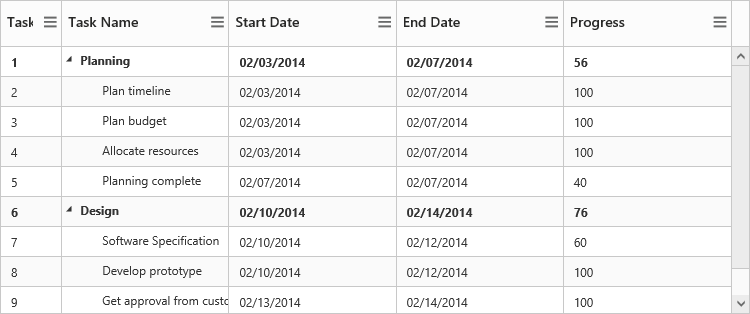 Task Task Name Start Date End Date Progress
1 Planning 02/03/2014 02/07/2014 56
2 Plan timeline 02/03/2014 02/07/2014 100
3 Plan budget 02/03/2014 02/07/2014 100
4 Allocate resources 02/03/2014 02/07/2014 100
5 Planning complete 02/07/2014 02/07/2014 40
6 Design 02/10/2014 02/14/2014 76
7 Software Specification 02/10/2014 02/12/2014 60
8 Develop prototype 02/10/2014 02/12/2014 100
9 Get approval from custo 02/13/2014 02/14/2014 100